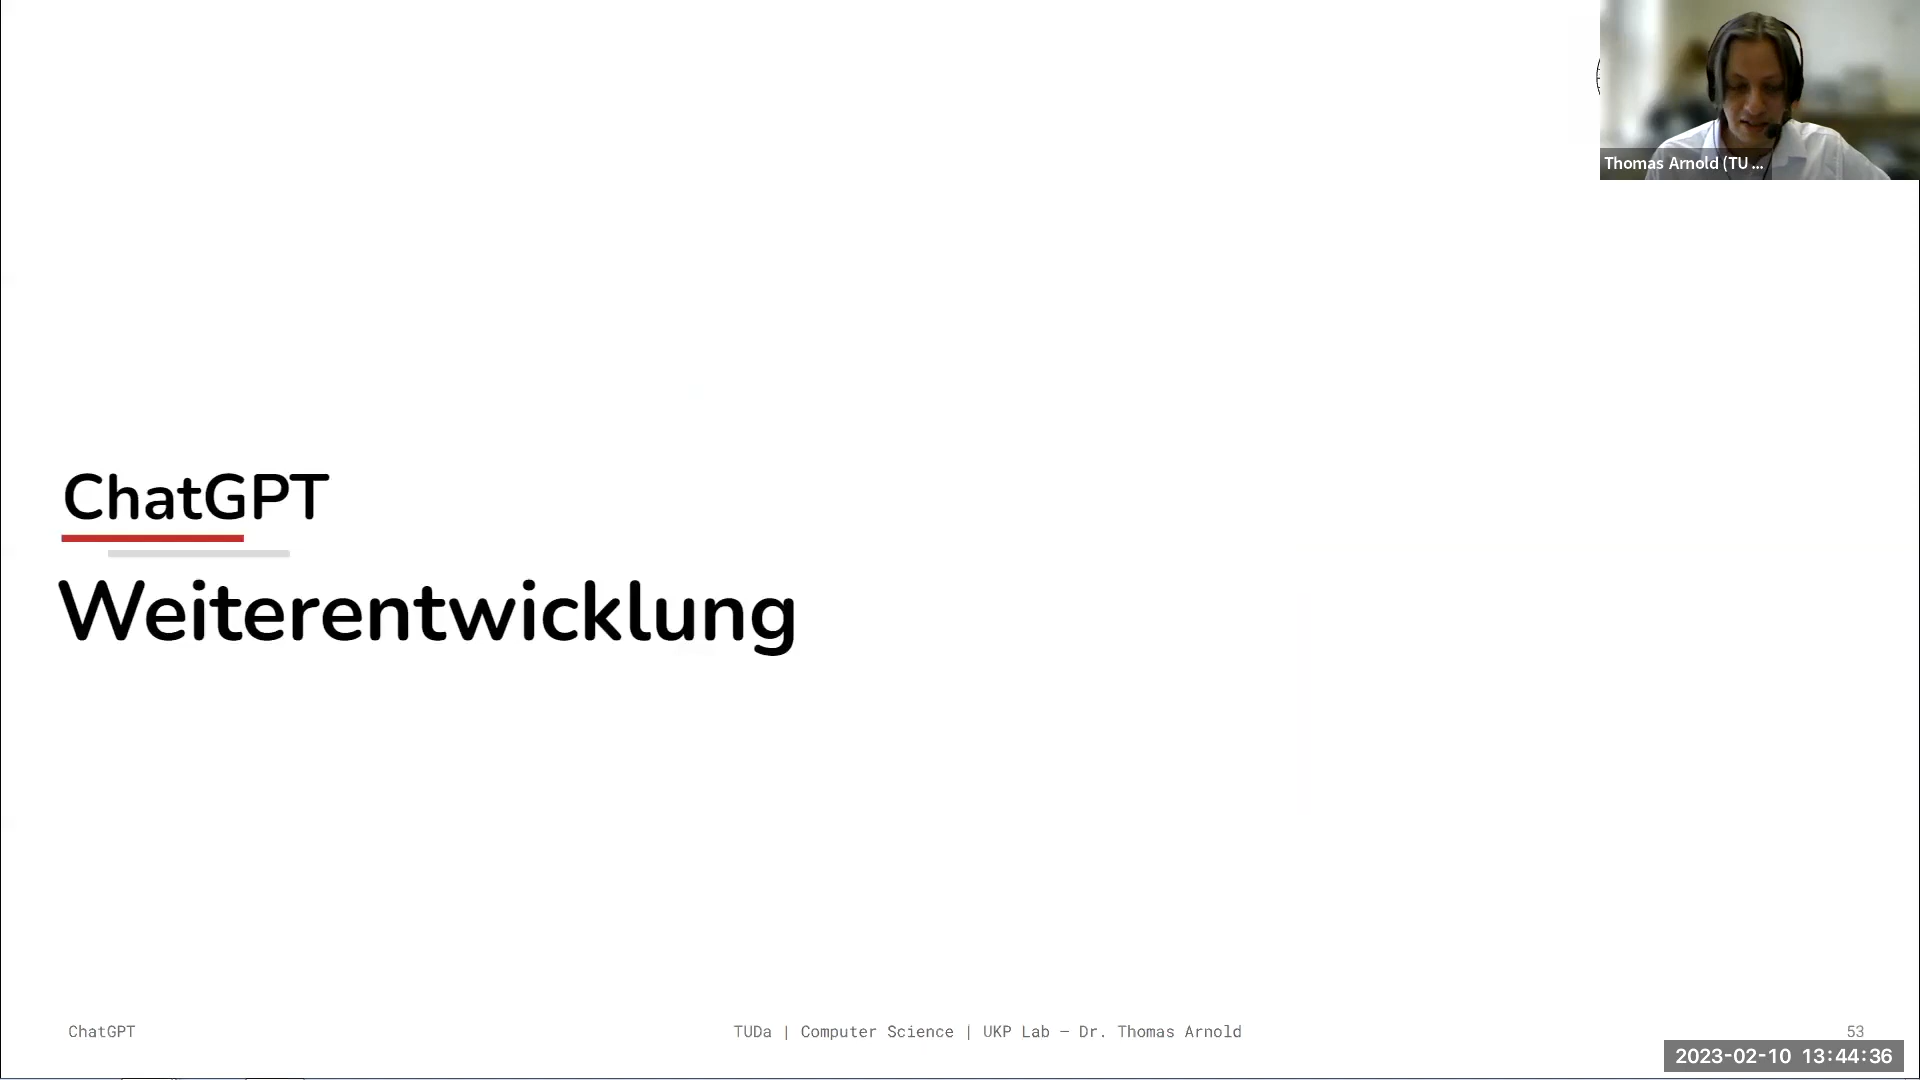 Thomas Arnold (TU ...
ChatGPT
Weiterentwicklung
ChatGPT
TUDa | Computer Science | UKP Lab – Dr. Thomas Arnold
53
2023-02-10 13:44:36